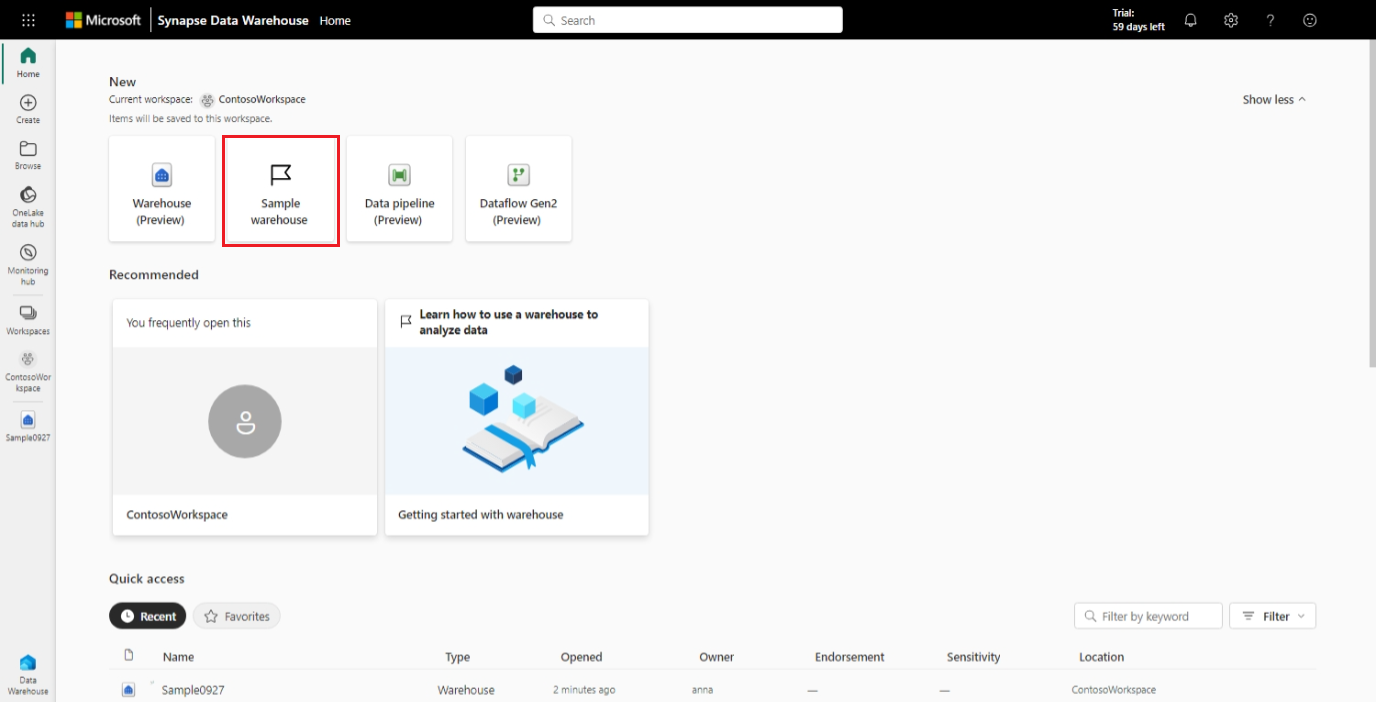 Microsoft Synapse Data Warehouse Home
Search
Trial:
59 days left
Home
Create
Browse
OneLake
data hub
Monitoring
hub
Workspaces
ContosoWor
kspace
Sample0927
Data
Warehouse
New
Current workspace: ContosoWorkspace
Show less
Items will be saved to this workspace.
Warehouse
(Preview)
Sample
warehouse
Data pipeline
(Preview)
Dataflow Gen2
(Preview)
Recommended
You frequently open this
ContosoWorkspace
Learn how to use a warehouse to
analyze data
Getting started with warehouse
Quick access
Recent Favorites Filter by keyword Filter
Name Type Opened Owner Endorsement Sensitivity Location
Sample0927 Warehouse 2 minutes ago anna — — ContosoWorkspace